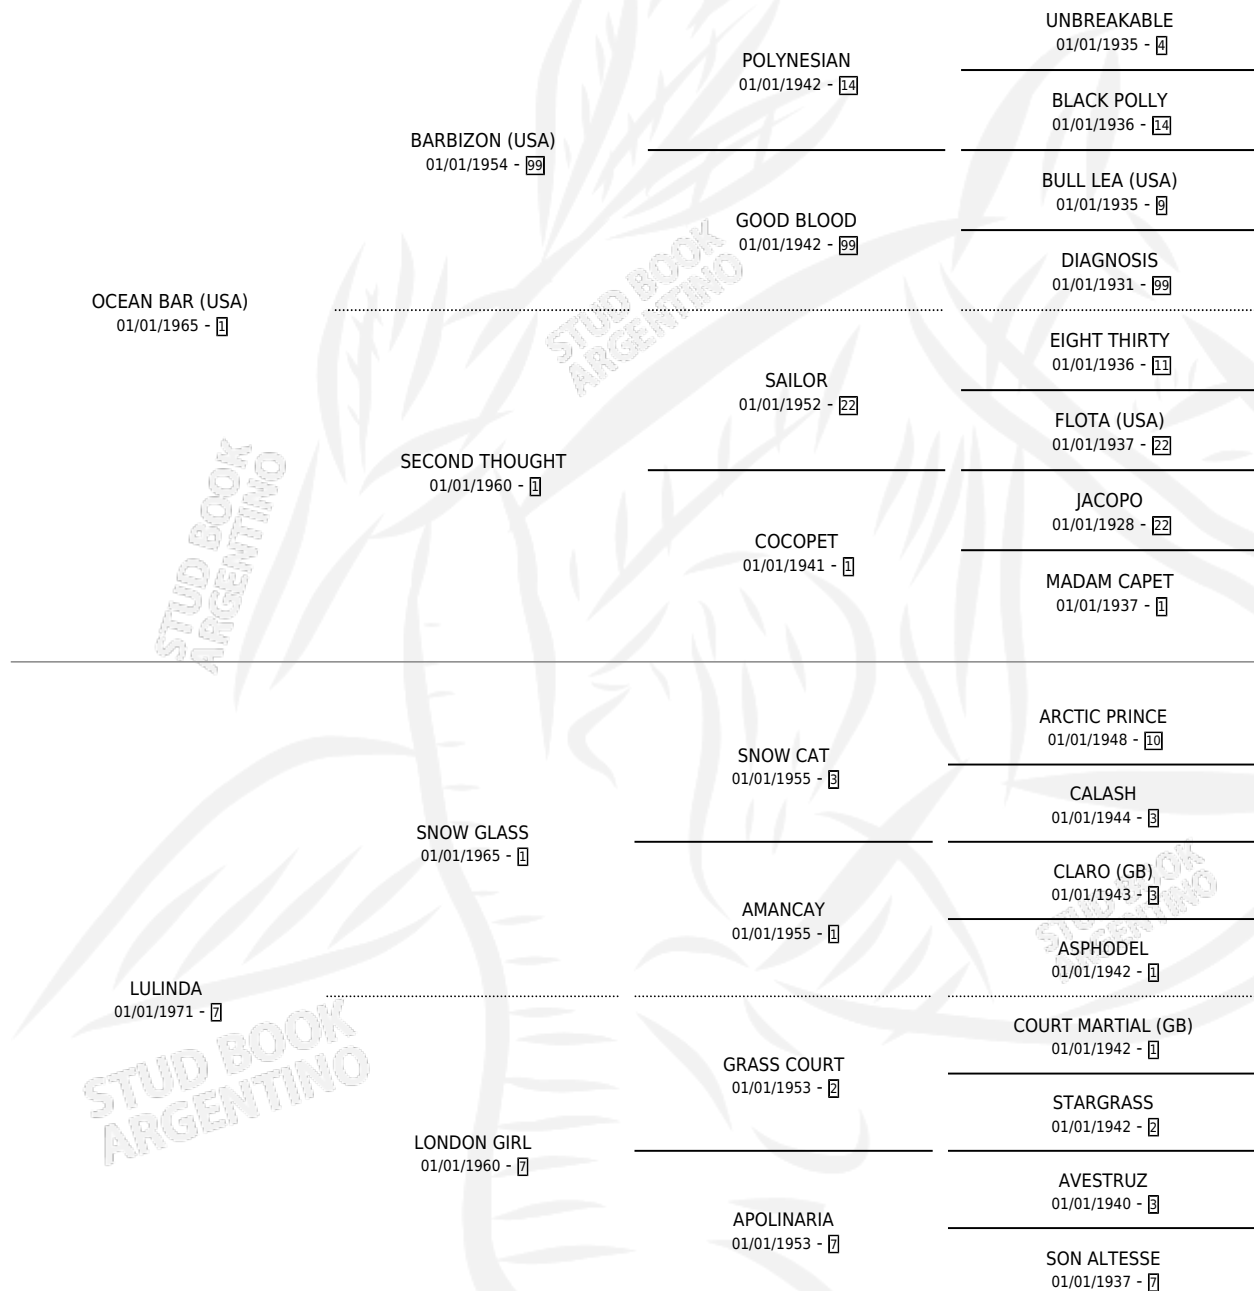 UNBREAKABLE
01/01/1935 - 4
POLYNESIAN
01/01/1942 - 14
BLACK POLLY
01/01/1936 - 14
BARBIZON (USA)
01/01/1954 - 99
BULL LEA (USA)
01/01/1935 - 9
GOOD BLOOD
01/01/1942 - 99
DIAGNOSIS
01/01/1931 - 99
OCEAN BAR (USA)
01/01/1965 - 1
EIGHT THIRTY
01/01/1936 - 11
SAILOR
01/01/1952 - 22
FLOTA (USA)
01/01/1937 - 22
SECOND THOUGHT
01/01/1960 - 1
JACOPO
01/01/1928 - 22
COCOPET
01/01/1941 - 1
MADAM CAPET
01/01/1937 - 1
ARCTIC PRINCE
01/01/1948 - 10
SNOW CAT
01/01/1955 - 3
CALASH
01/01/1944 - 3
SNOW GLASS
01/01/1965 - 1
CLARO (GB)
01/01/1943 - 3
AMANCAY
01/01/1955 - 1
ASPHODEL
01/01/1942 - 1
LULINDA
01/01/1971 - 7
COURT MARTIAL (GB)
01/01/1942 - 1
GRASS COURT
01/01/1953 - 2
STARGRASS
01/01/1942 - 2
LONDON GIRL
01/01/1960 - 7
AVESTRUZ
01/01/1940 - 3
APOLINARIA
01/01/1953 - 7
SON ALTESSE
01/01/1937 - 7
STUD BOOK
ARGENTINO
STUD BOOK
ARGENTINO
STUD BOOK
ARGENTINO
STUD BOOK
ARGENTINO